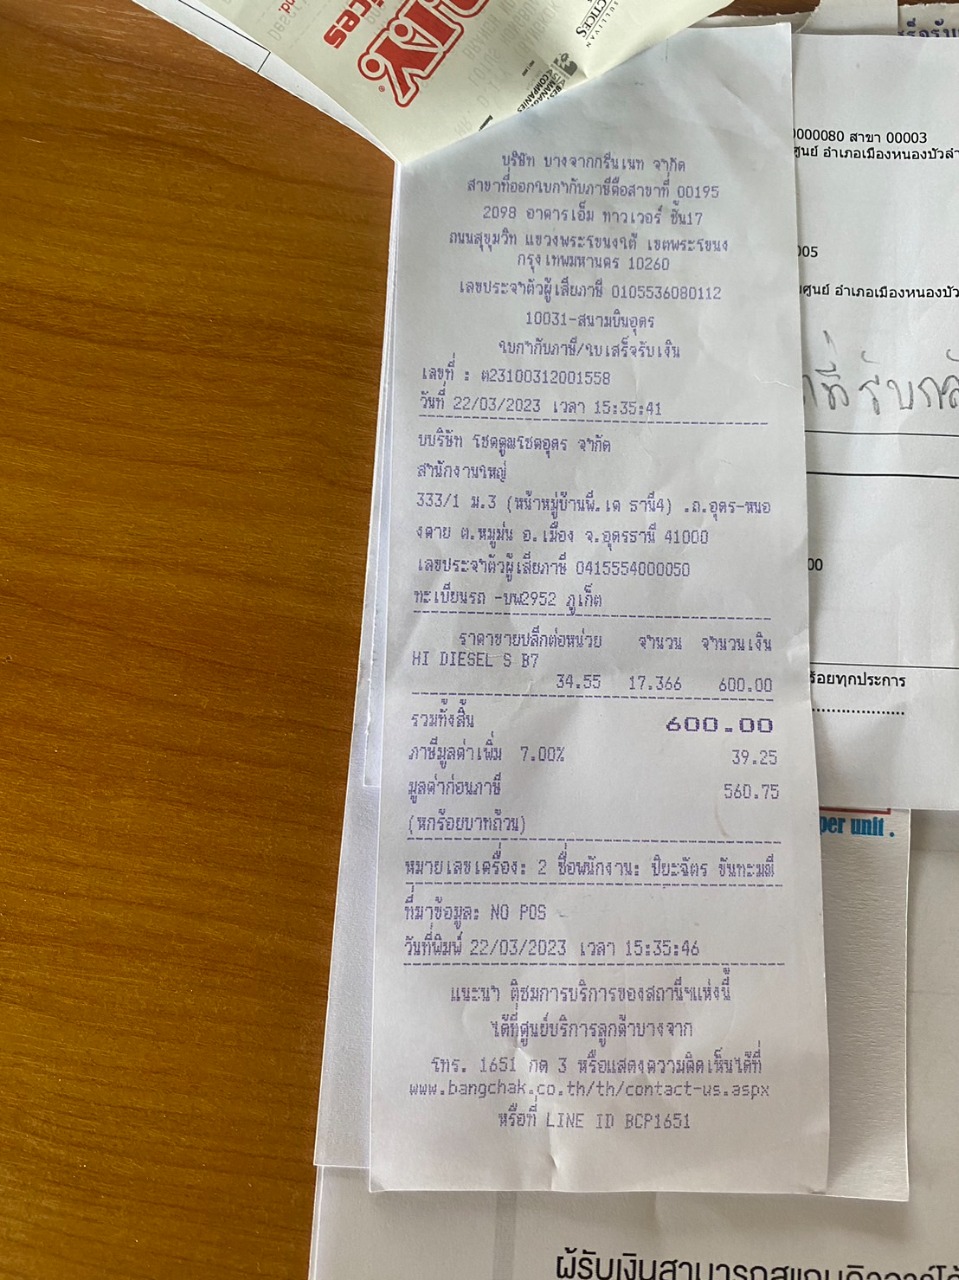 บริษัท บางจากกรีนเนท จำกัด
สาขาที่ออกใบกำกับภาษีคือสาขาที่ 00195
2098 อาคารเอ็ม ทาวเวอร์ ชั้น17
ถนนสุขุมวิท แขวงพระโขนงใต้ เขตพระโขนง
กรุงเทพมหานคร 10260
เลขประจำตัวผู้เสียภาษี 0105536080112
10031-สนามบินอุดร
ใบกำกับภาษี/ใบเสร็จรับเงิน
เลขที่ : ต23100312001558
วันที่ 22/03/2023 เวลา 15:35:41
บบริษัท โชคคูณโชคอุดร จำกัด
สำนักงานใหญ่
333/1 ม.3 (หน้าหมู่บ้านพี.เค ธานี4) .ถ.อุดร-หนอ
งคาย ต.หมูม่น อ.เมือง จ.อุดรธานี 41000
เลขประจำตัวผู้เสียภาษี 0415554000050
ทะเบียนรถ -บพ2952 ภูเก็ต
ราคาขายปลีกต่อหน่วย จำนวน จำนวนเงิน
HI DIESEL S B7
34.55 17.366 600.00
รวมทั้งสิ้น 600.00
ภาษีมูลค่าเพิ่ม 7.00% 39.25
มูลค่าก่อนภาษี 560.75
(หกร้อยบาทถ้วน)
หมายเลขเครื่อง: 2 ชื่อพนักงาน: ปิยะฉัตร ขันทะมณี
ที่มาข้อมูล: NO POS
วันที่พิมพ์ 22/03/2023 เวลา 15:35:46
แนะนำ ติชมการบริการของสถานีฯแห่งนี้
ได้ที่ศูนย์บริการลูกค้าบางจาก
โทร. 1651 กด 3 หรือแสดงความคิดเห็นได้ที่
www.bangchak.co.th/th/contact-us.aspx
หรือที่ LINE ID BCP1651
0000080 สาขา 00003
ศูนย์ อำเภอเมืองหนองบัวลำ
005
ศูนย์ อำเภอเมืองหนองบัว
00
ร้อยทุกประการ
per unit.
ผู้รับเงินสามารถสแกนคิวอาร์โค้